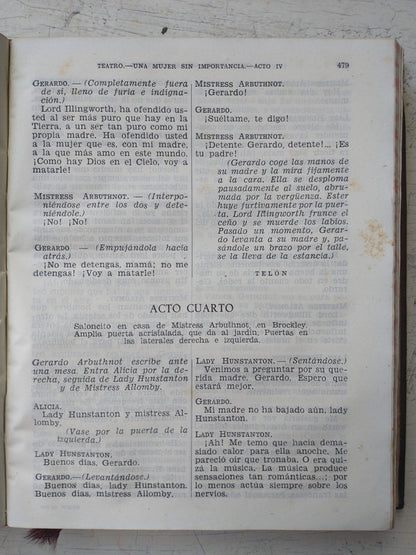 TEATRO.—UNA MUJER SIN IMPORTANCIA.—ACTO IV 479
GERARDO. — (Completamente fuera
de sí, lleno de furia e indigna-
ción.)
Lord Illingworth, ha ofendido us-
ted al ser más puro que hay en la
Tierra, a un ser tan puro como mi
propia madre. Ha ofendido usted
a la mujer que es, con mi madre,
a la que más amo en este mundo.
¡Como hay Dios en el Cielo, voy a
matarle!
MISTRESS ARBUTHNOT. — (Interpo-
niéndose entre los dos y dete-
niéndole.)
¡No! ¡No!
GERARDO — (Empujándola hacia
atrás.)
¡No me detengas, mamá; no me
detengas! ¡Voy a matarle!
MISTRESS ARBUTHNOT.
¡Gerardo!
GERARDO.
¡Suéltame, te digo!
MISTRESS ARBUTHNOT.
¡Detente Gerardo, detente!... ¡Es
tu padre!
(Gerardo coge las manos de
su madre y la mira fijamente
a la cara. Ella se desploma
pausadamente al suelo, abru-
mada por la vergüenza. Ester
huye furtivamente por la puer-
ta. Lord Illingworth frunce el
ceño y se muerde los labios.
Pasado un momento, Gerardo
levanta a su madre y, pa-
sándole un brazo por el talle,
se la lleva de la estancia.)
TELÓN
ACTO CUARTO
Saloncito en casa de Mistress Arbuthnot, en Brockley.
Amplia puerta acristalada, que da al jardín. Puertas en
las laterales derecha e izquierda.
Gerardo Arbuthnot escribe ante
una mesa. Entra Alicia por la de-
recha, seguida de Lady Hunstanton
y de Mistress Allomby.
ALICIA.
Lady Hunstanton y mistress Al-
lomby.
(Vase por la puerta de la
izquierda.)
LADY HUNSTANTON.
Buenos días, Gerardo.
GERARDO.—(Levantándose.)
Buenos días, lady Hunstanton.
Buenos días, mistress Allomby.
LADY HUNSTANTON. — (Sentándose.)
Venimos a preguntar por su que-
rida madre, Gerardo. Espero que
estará mejor.
GERARDO.
Mi madre no ha bajado aún, lady
Hunstanton.
LADY HUNSTANTON.
¡Ah! Me temo que hacía dema-
siado calor para ella anoche. Me
pareció oír que tronaba. O era qui-
zá la música. La música produce
sensaciones tan románticas...; por
lo menos actúa siempre sobre los
nervios.